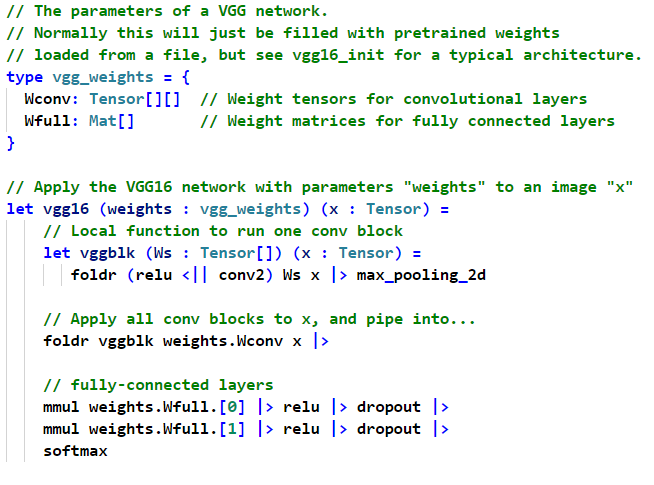 // The parameters of a VGG network.
// Normally this will just be filled with pretrained weights
// loaded from a file, but see vgg16_init for a typical architecture.
type vgg_weights = {
  Wconv: Tensor[][]  // Weight tensors for convolutional layers
  Wfull: Mat[]       // Weight matrices for fully connected layers
}

// Apply the VGG16 network with parameters "weights" to an image "x"
let vgg16 (weights : vgg_weights) (x : Tensor) =
    // Local function to run one conv block
    let vggblk (Ws : Tensor[]) (x : Tensor) =
       foldr (relu <|| conv2) Ws x |> max_pooling_2d

    // Apply all conv blocks to x, and pipe into...
    foldr vggblk weights.Wconv x |>

    // fully-connected layers
    mmul weights.Wfull.[0] |> relu |> dropout |>
    mmul weights.Wfull.[1] |> relu |> dropout |>
    softmax